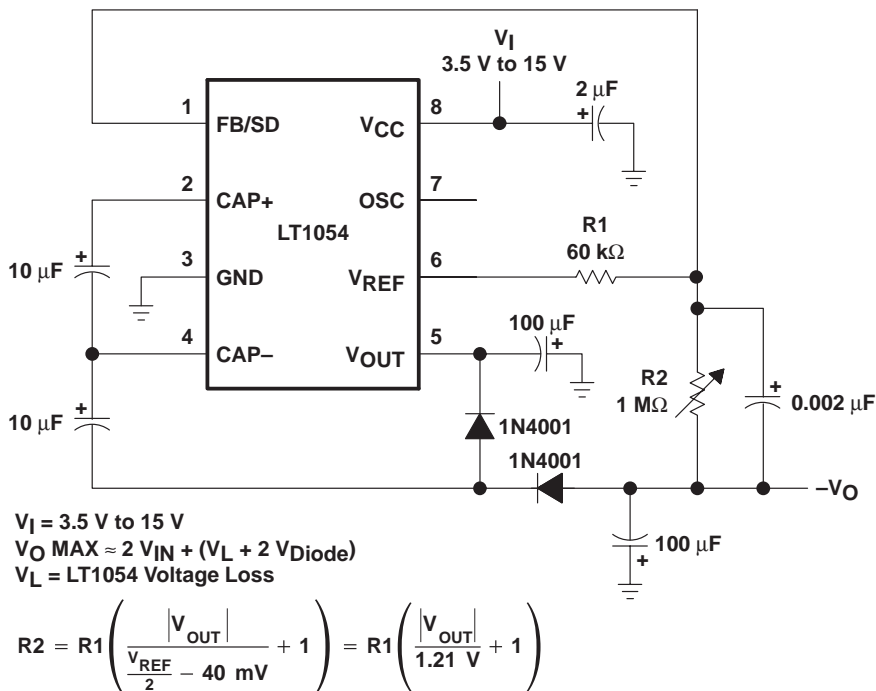 V_I
3.5 V to 15 V
2 μF
+
1
FB/SD
V_CC
8
2
CAP+
OSC
7
LT1054
R1
60 kΩ
10 μF
+
3
GND
V_REF
6
4
CAP–
V_OUT
5
100 μF
+
R2
1 MΩ
+
0.002 μF
10 μF
+
1N4001
1N4001
–V_O
100 μF
+
V_I = 3.5 V to 15 V
V_O MAX ≈ 2 V_IN + (V_L + 2 V_Diode)
V_L = LT1054 Voltage Loss
R2 = R1 ( |V_OUT| / (V_REF / 2 – 40 mV) + 1 ) = R1 ( |V_OUT| / 1.21 V + 1 )